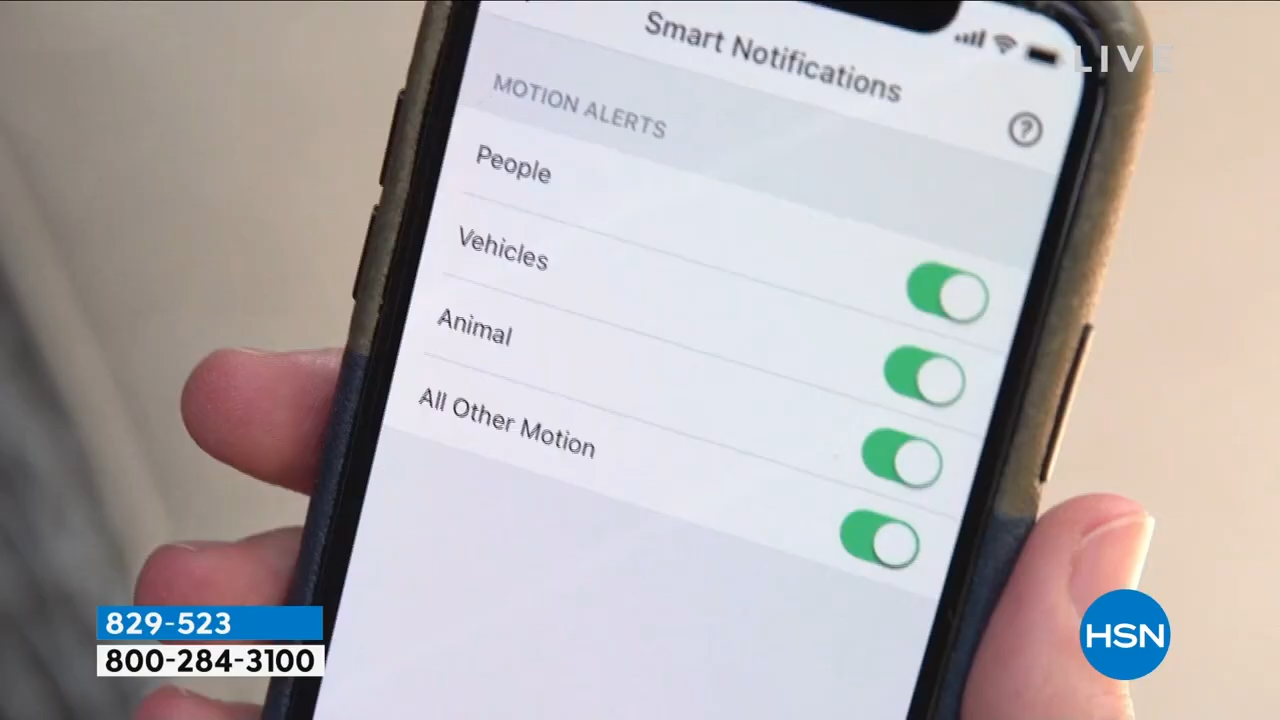 Smart Notifications
LIVE
MOTION ALERTS
?
People
Vehicles
Animal
All Other Motion
829-523
800-284-3100
HSN